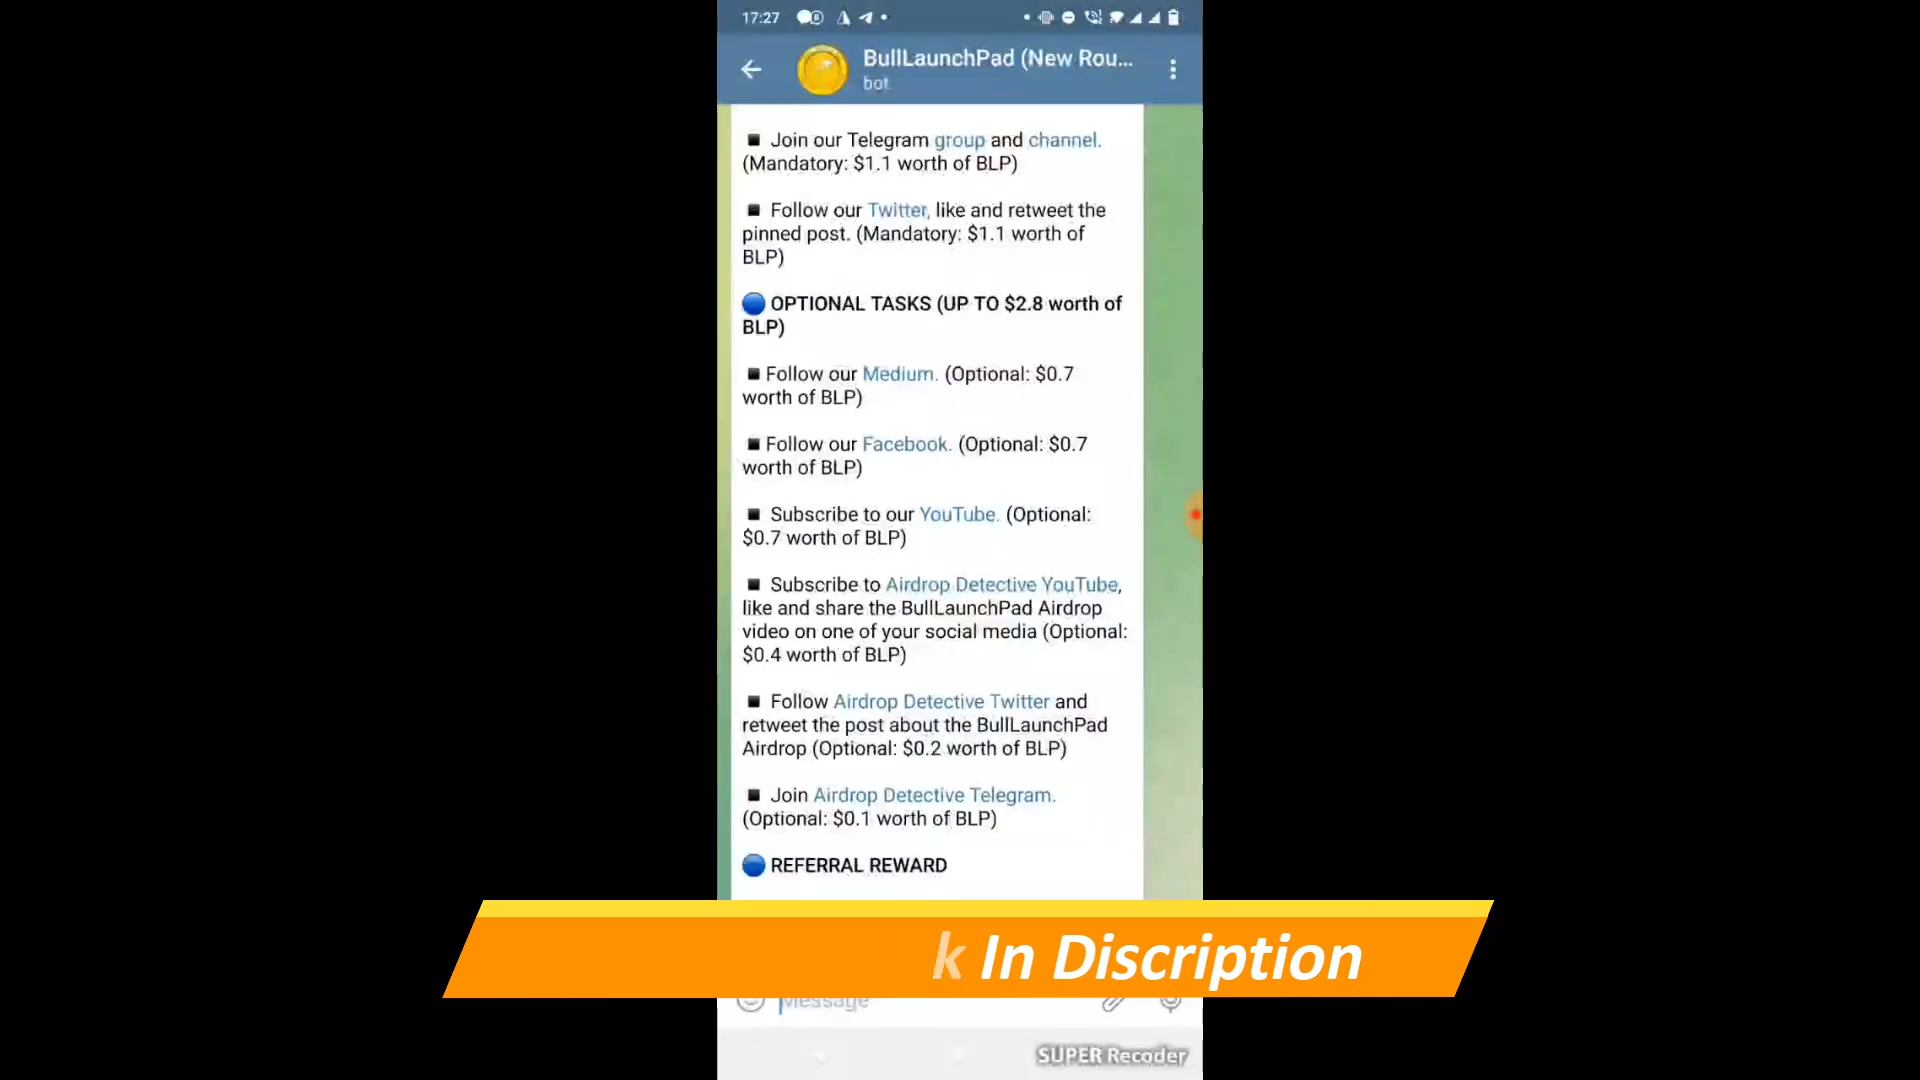 17:27
BullLaunchPad (New Rou...
bot
▪ Join our Telegram group and channel.
(Mandatory: $1.1 worth of BLP)
▪ Follow our Twitter, like and retweet the
pinned post. (Mandatory: $1.1 worth of
BLP)
🔵 OPTIONAL TASKS (UP TO $2.8 worth of
BLP)
▪ Follow our Medium. (Optional: $0.7
worth of BLP)
▪ Follow our Facebook. (Optional: $0.7
worth of BLP)
▪ Subscribe to our YouTube. (Optional:
$0.7 worth of BLP)
▪ Subscribe to Airdrop Detective YouTube,
like and share the BullLaunchPad Airdrop
video on one of your social media (Optional:
$0.4 worth of BLP)
▪ Follow Airdrop Detective Twitter and
retweet the post about the BullLaunchPad
Airdrop (Optional: $0.2 worth of BLP)
▪ Join Airdrop Detective Telegram.
(Optional: $0.1 worth of BLP)
🔵 REFERRAL REWARD
k In Discription
Message
SUPER Recoder